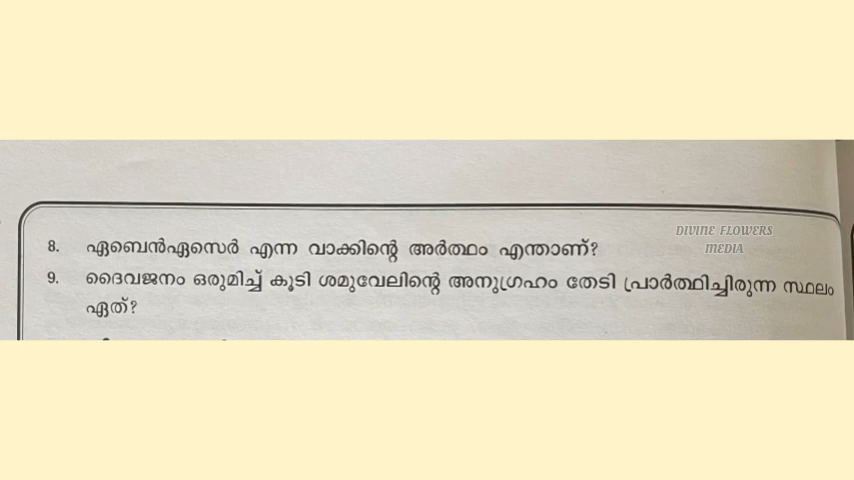 DIVINE FLOWERS
MEDIA
8. ഏബെൻഏസെർ എന്ന വാക്കിന്റെ അർത്ഥം എന്താണ്?
9. ദൈവജനം ഒരുമിച്ച് കൂടി ശമുവേലിന്റെ അനുഗ്രഹം തേടി പ്രാർത്ഥിച്ചിരുന്ന സ്ഥലം
ഏത്?